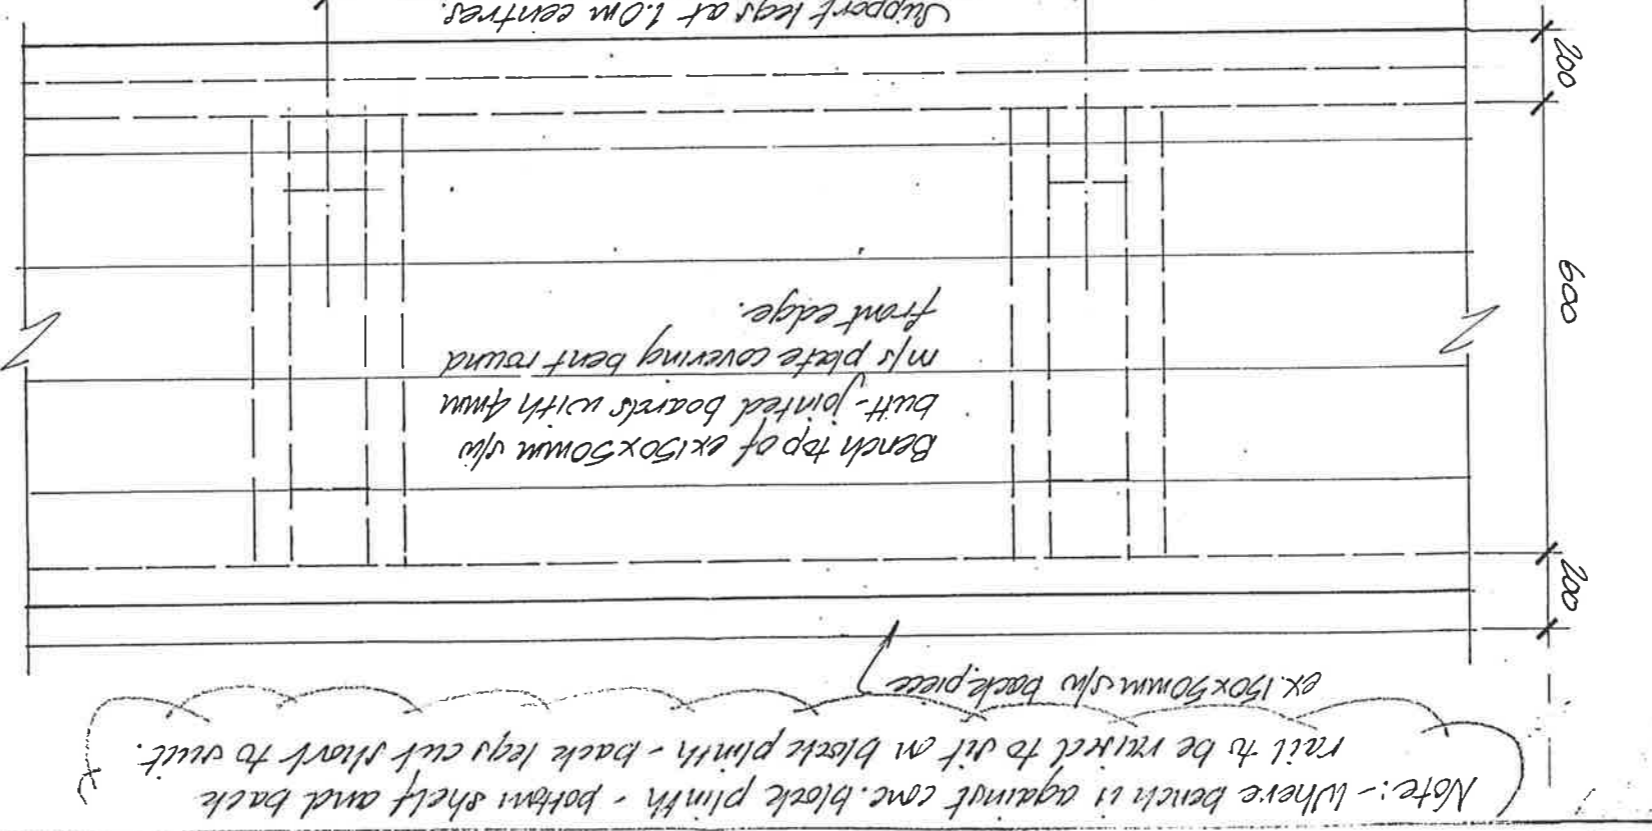 Note:- Where bench is against conc. block plinth - bottom shelf and back
rail to be raised to sit on block plinth - back legs cut short to suit.
ex.150x50mm s/w back piece
200
Bench top of ex.150x50mm s/w
butt-jointed boards with 4mm
m/s plate covering bent round
front edge.
600
200
Support legs at 1.0m centres.